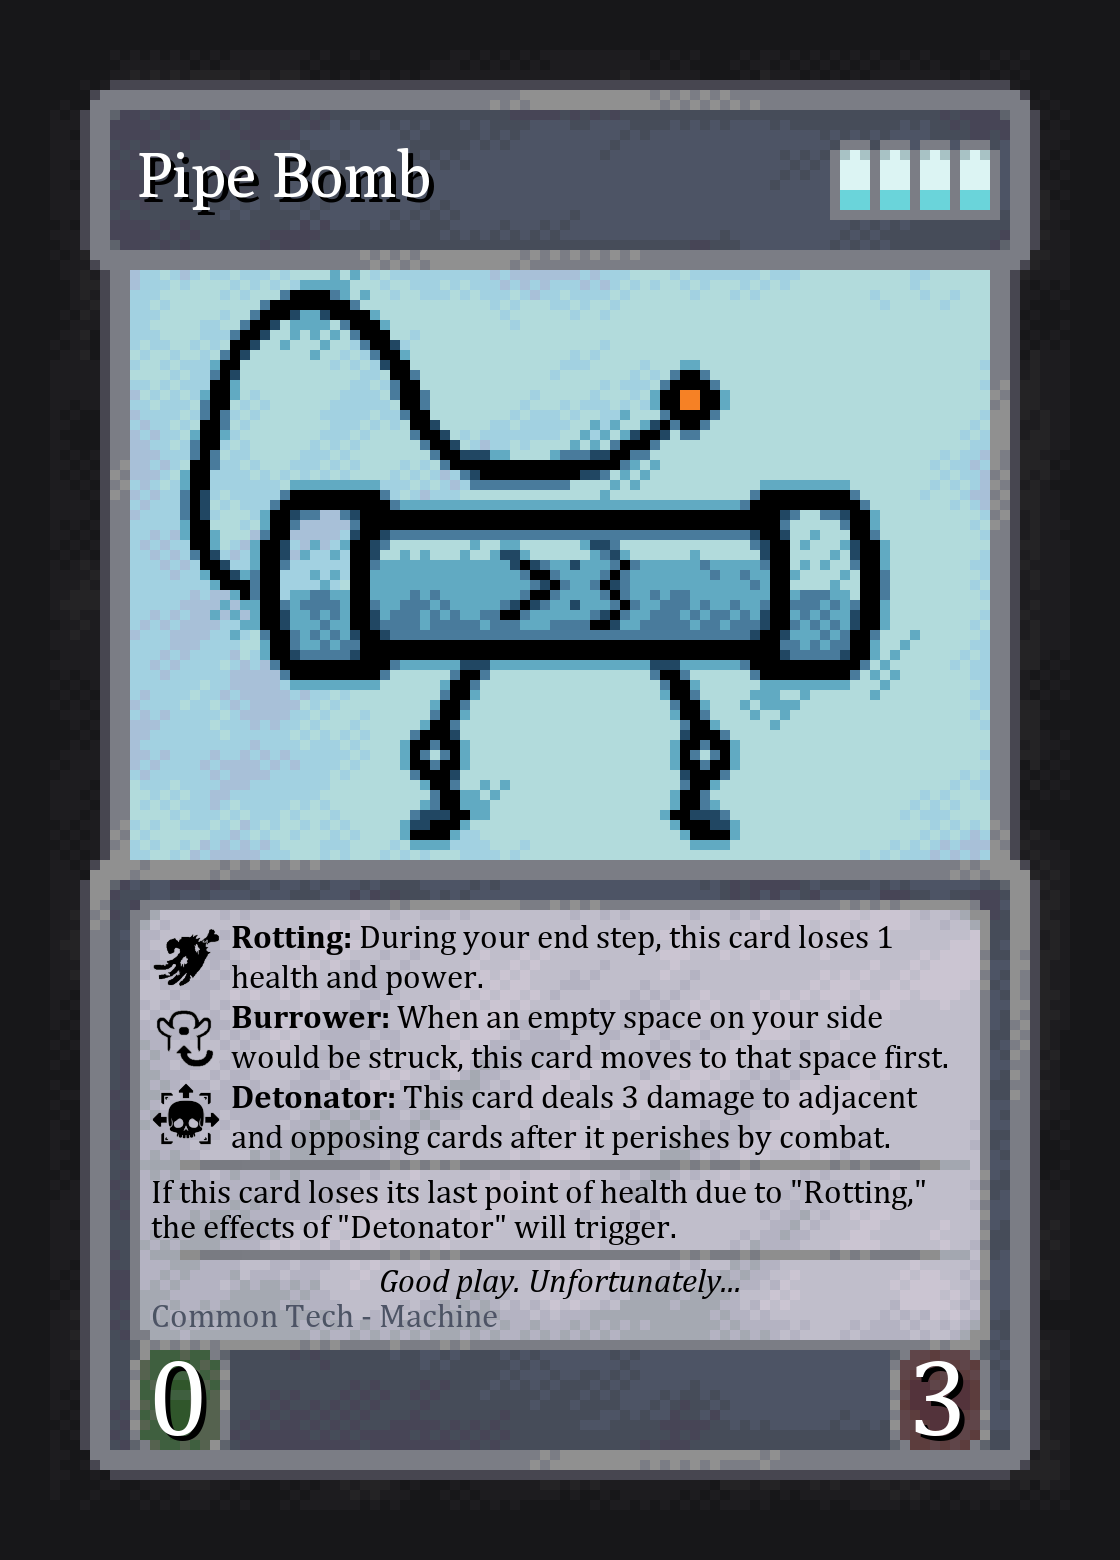 Pipe Bomb
Rotting: During your end step, this card loses 1
health and power.
Burrower: When an empty space on your side
would be struck, this card moves to that space first.
Detonator: This card deals 3 damage to adjacent
and opposing cards after it perishes by combat.
If this card loses its last point of health due to "Rotting,"
the effects of "Detonator" will trigger.
Good play. Unfortunately...
Common Tech - Machine
0
3